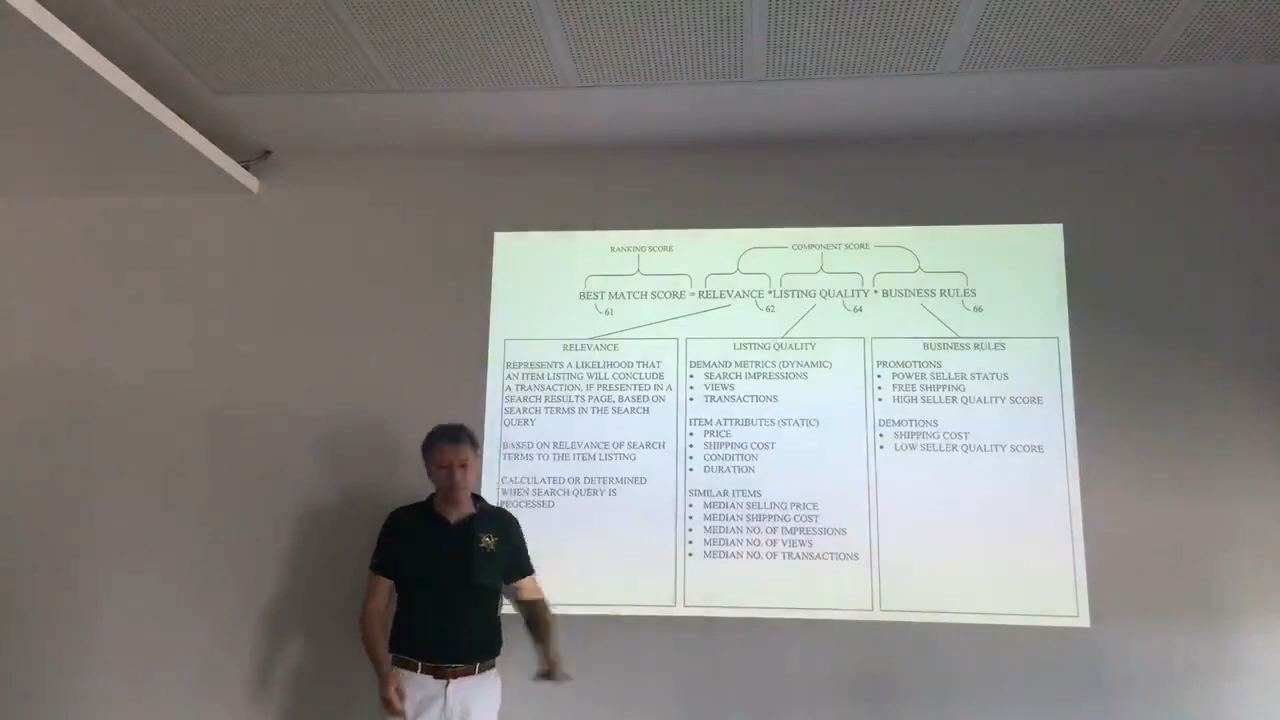 RANKING SCORE
COMPONENT SCORE
BEST MATCH SCORE = RELEVANCE *LISTING QUALITY * BUSINESS RULES
61
62
64
66
RELEVANCE
REPRESENTS A LIKELIHOOD THAT
AN ITEM LISTING WILL CONCLUDE
A TRANSACTION, IF PRESENTED IN A
SEARCH RESULTS PAGE, BASED ON
SEARCH TERMS IN THE SEARCH
QUERY
BASED ON RELEVANCE OF SEARCH
TERMS TO THE ITEM LISTING
CALCULATED OR DETERMINED
WHEN SEARCH QUERY IS
PROCESSED
LISTING QUALITY
DEMAND METRICS (DYNAMIC)
• SEARCH IMPRESSIONS
• VIEWS
• TRANSACTIONS
ITEM ATTRIBUTES (STATIC)
• PRICE
• SHIPPING COST
• CONDITION
• DURATION
SIMILAR ITEMS
• MEDIAN SELLING PRICE
• MEDIAN SHIPPING COST
• MEDIAN NO. OF IMPRESSIONS
• MEDIAN NO. OF VIEWS
• MEDIAN NO. OF TRANSACTIONS
BUSINESS RULES
PROMOTIONS
• POWER SELLER STATUS
• FREE SHIPPING
• HIGH SELLER QUALITY SCORE
DEMOTIONS
• SHIPPING COST
• LOW SELLER QUALITY SCORE